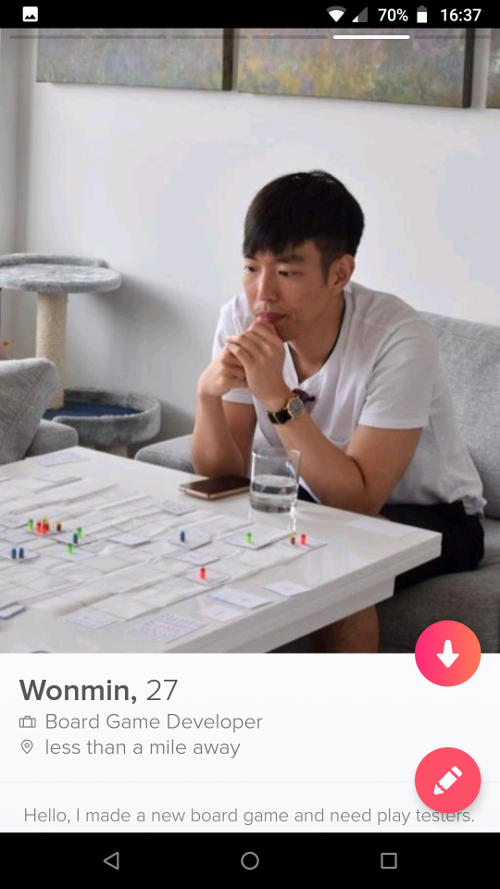 70% 16:37
Wonmin, 27
Board Game Developer
less than a mile away
Hello, I made a new board game and need play testers.